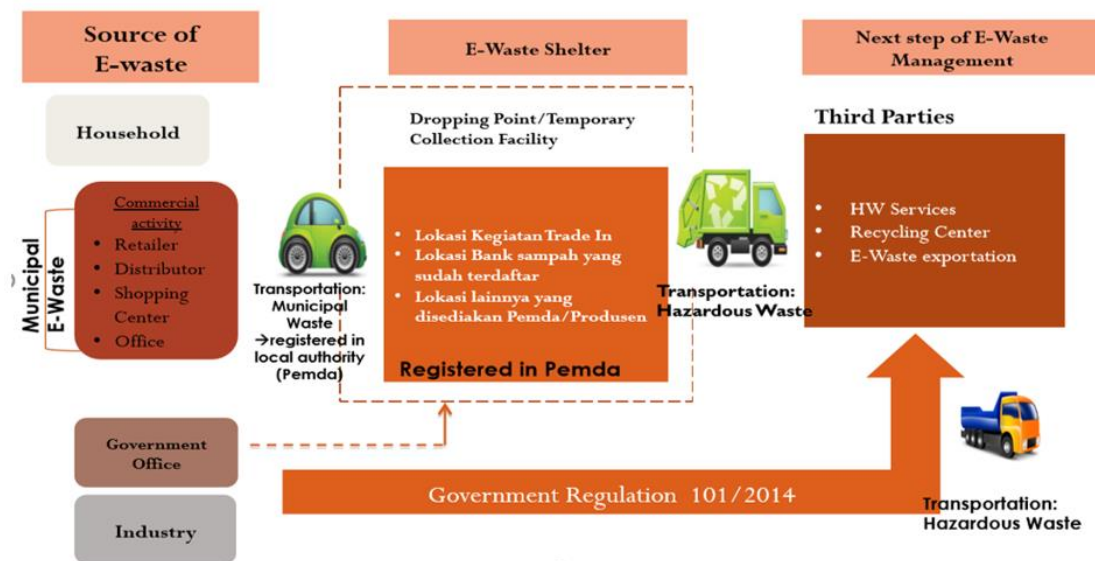 Source of
E-waste
E-Waste Shelter
Next step of E-Waste
Management
Household
Municipal
E-Waste
Commercial
activity
• Retailer
• Distributor
• Shopping
Center
• Office
Transportation:
Municipal
Waste
→registered in
local authority
(Pemda)
Dropping Point/Temporary
Collection Facility
• Lokasi Kegiatan Trade In
• Lokasi Bank sampah yang
sudah terdaftar
• Lokasi lainnya yang
disediakan Pemda/Produsen
Registered in Pemda
Transportation:
Hazardous Waste
Third Parties
• HW Services
• Recycling Center
• E-Waste exportation
Government
Office
Industry
Government Regulation 101/2014
Transportation:
Hazardous Waste